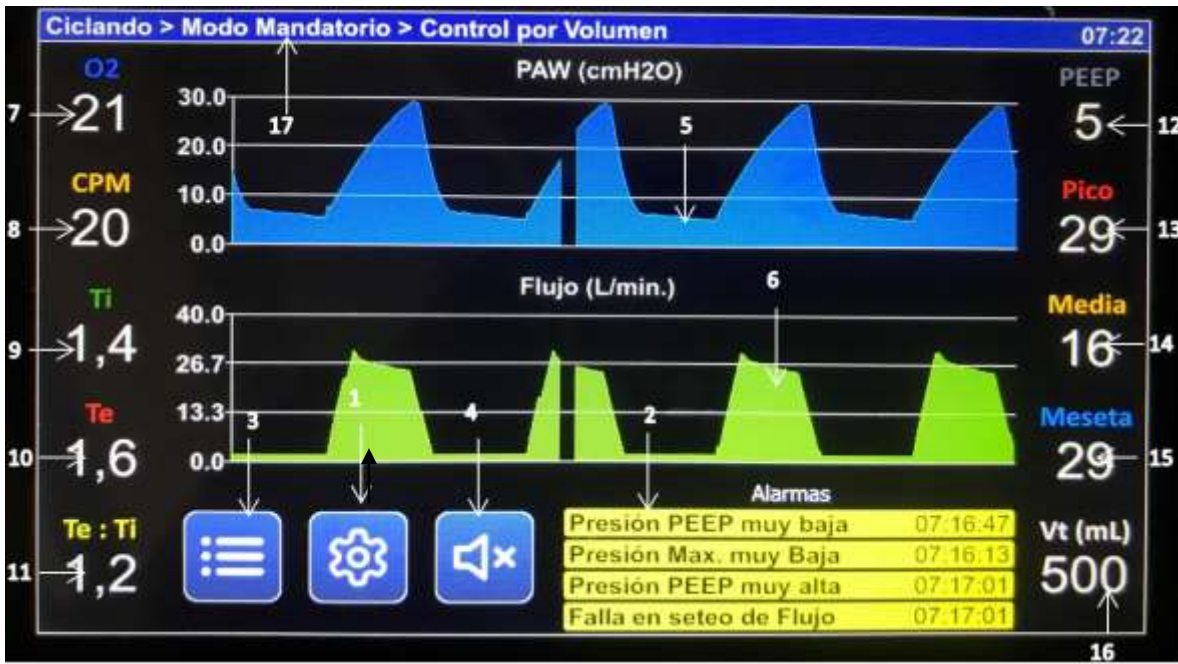 Ciclando > Modo Mandatorio > Control por Volumen 07:22
O2
7 21
CPM
8 20
Ti
9 1,4
Te
10 1,6
Te : Ti
11 1,2
PAW (cmH2O)
30.0
20.0
10.0
0.0
17
5
Flujo (L/min.)
40.0
26.7
13.3
0.0
6
3
1
4
2
Alarmas
Presión PEEP muy baja 07:16:47
Presión Max. muy Baja 07:16:13
Presión PEEP muy alta 07:17:01
Falla en seteo de Flujo 07:17:01
PEEP
5 12
Pico
29 13
Media
16 14
Meseta
29 15
Vt (mL)
500
16